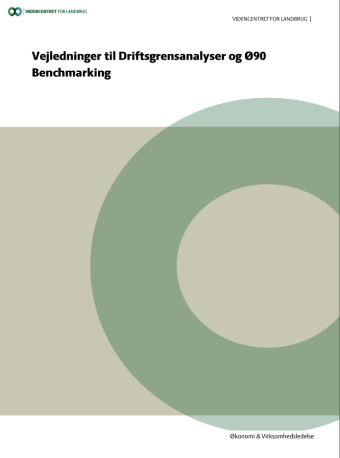 VIDENCENTRET FOR LANDBRUG
VIDENCENTRET FOR LANDBRUG |
Vejledninger til Driftsgrensanalyser og Ø90
Benchmarking
Økonomi & Virksomhedsledelse